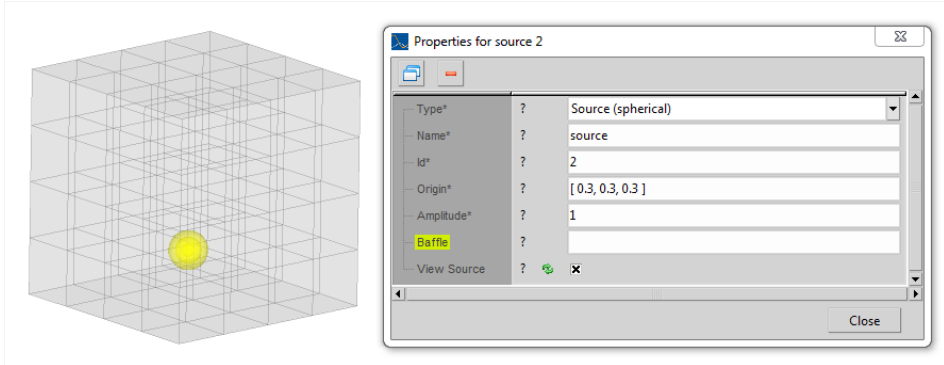 Properties for source 2
Type* ? Source (spherical)
Name* ? source
Id* ? 2
Origin* ? [ 0.3, 0.3, 0.3 ]
Amplitude* ? 1
Baffle ?
View Source ?
Close